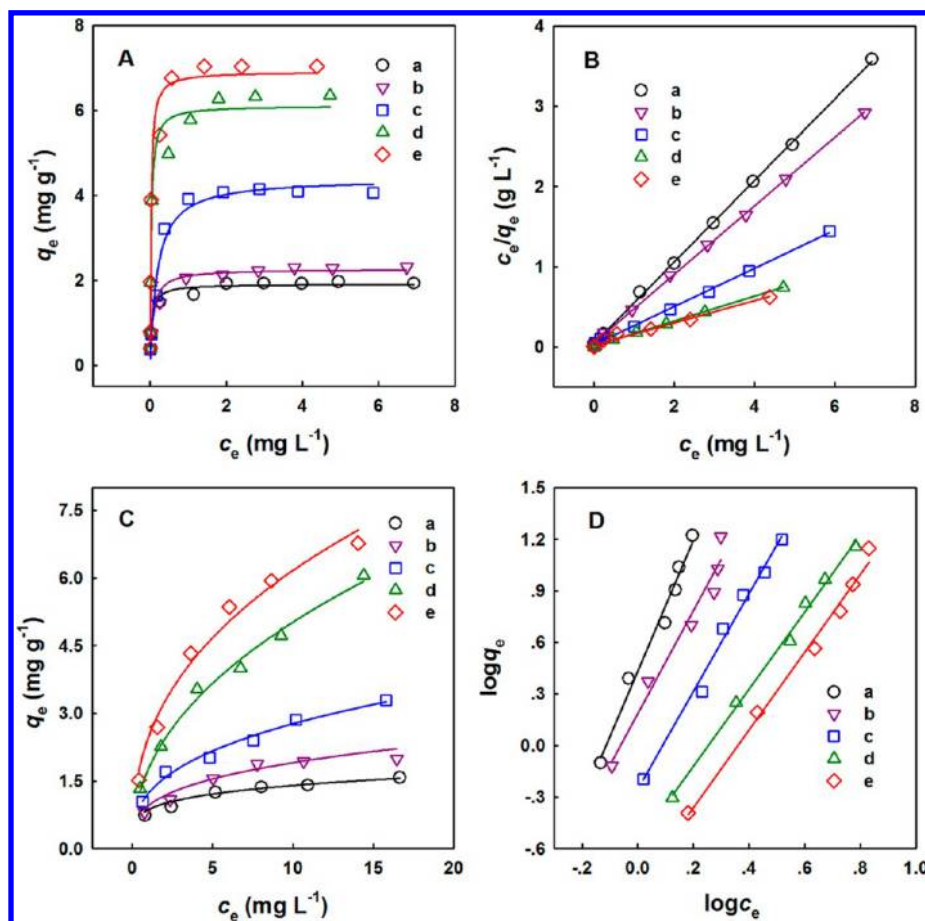 A
a
b
c
d
e
8
6
4
2
0
qe (mg g-1)
0 2 4 6 8
ce (mg L-1)
B
a
b
c
d
e
4
3
2
1
0
ce/qe (g L-1)
0 2 4 6 8
ce (mg L-1)
C
a
b
c
d
e
7.5
6.0
4.5
3.0
1.5
0.0
qe (mg g-1)
0 5 10 15 20
ce (mg L-1)
D
a
b
c
d
e
1.5
1.2
.9
.6
.3
0.0
-.3
-.6
logqe
-.2 0.0 .2 .4 .6 .8 1.0
logce